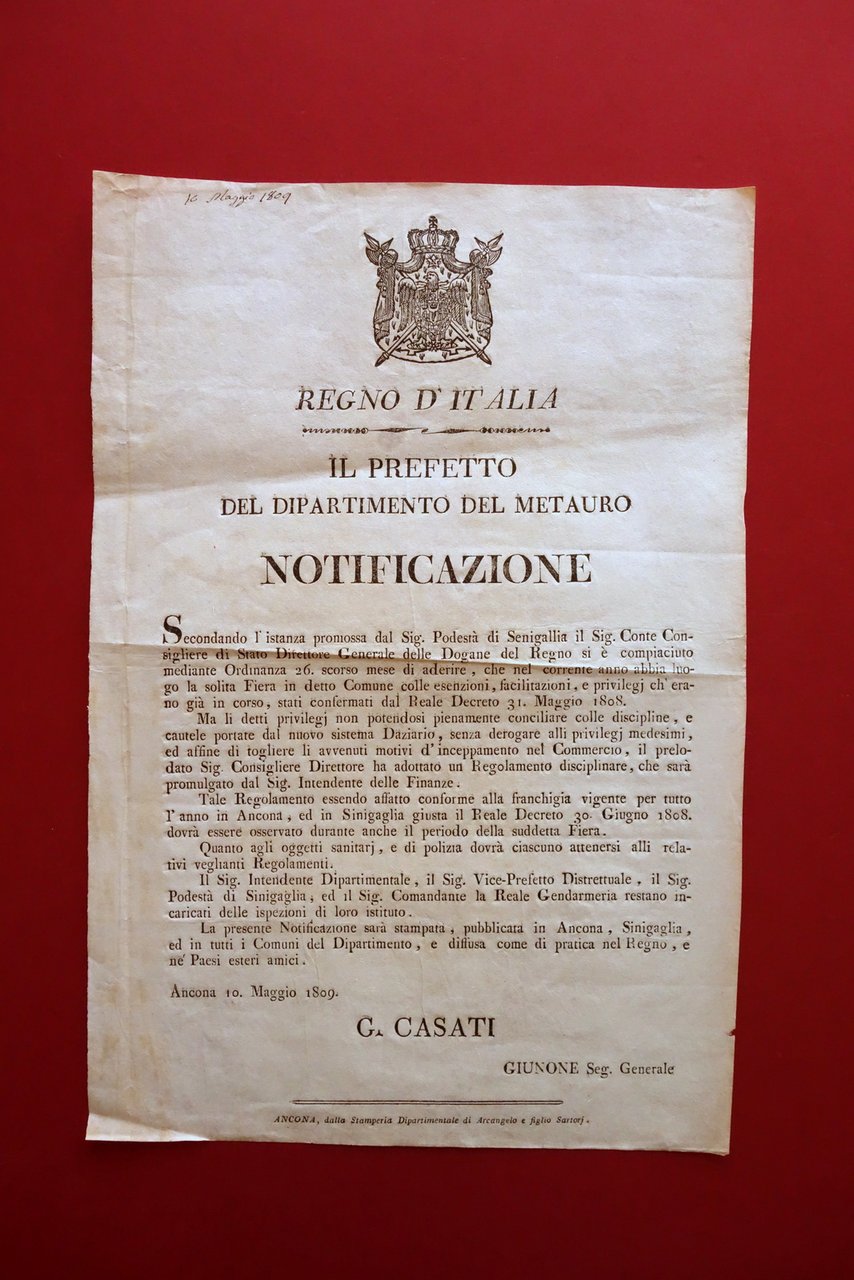 10 Maggio 1809
REGNO D'ITALIA
IL PREFETTO
DEL DIPARTIMENTO DEL METAURO
NOTIFICAZIONE
Secondando l'istanza promossa dal Sig. Podestà di Senigallia il Sig. Conte Con-
sigliere di Stato Direttore Generale delle Dogane del Regno si è compiaciuto
mediante Ordinanza 26. scorso mese di aderire, che nel corrente anno abbia luo-
go la solita Fiera in detto Comune colle esenzioni, facilitazioni, e privilegj ch'era-
no già in corso, stati confermati dal Reale Decreto 31. Maggio 1808.
Ma li detti privilegj non potendosi pienamente conciliare colle discipline, e
cautele portate dal nuovo sistema Daziario, senza derogare alli privilegj medesimi,
ed affine di togliere li avvenuti motivi d'inceppamento nel Commercio, il prelo-
dato Sig. Consigliere Direttore ha adottato un Regolamento disciplinare, che sarà
promulgato dal Sig. Intendente delle Finanze.
Tale Regolamento essendo affatto conforme alla franchigia vigente per tutto
l'anno in Ancona, ed in Sinigaglia giusta il Reale Decreto 30. Giugno 1808.
dovrà essere osservato durante anche il periodo della suddetta Fiera.
Quanto agli oggetti sanitarj, e di polizia dovrà ciascuno attenersi alli rela-
tivi veglianti Regolamenti.
Il Sig. Intendente Dipartimentale, il Sig. Vice-Prefetto Distrettuale, il Sig.
Podestà di Sinigaglia, ed il Sig. Comandante la Reale Gendarmeria restano in-
caricati delle ispezioni di loro istituto.
La presente Notificazione sarà stampata, pubblicata in Ancona, Sinigaglia,
ed in tutti i Comuni del Dipartimento, e diffusa come di pratica nel Regno, e
ne' Paesi esteri amici.
Ancona 10. Maggio 1809.
G. CASATI
GIUNONE Seg. Generale
ANCONA, dalla Stamperia Dipartimentale di Arcangelo e figlio Sartorj.